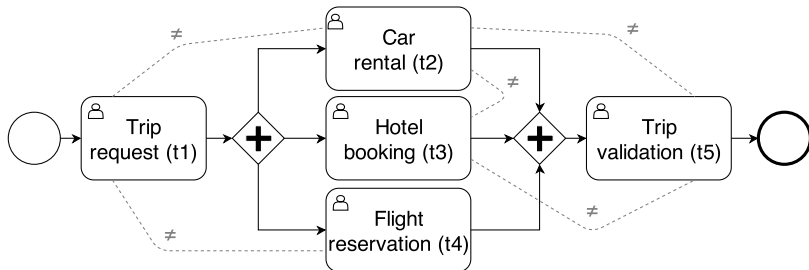 ≠
Car
rental (t2)
≠
≠
Trip
request (t1)
Hotel
booking (t3)
Trip
validation (t5)
≠
Flight
reservation (t4)
≠